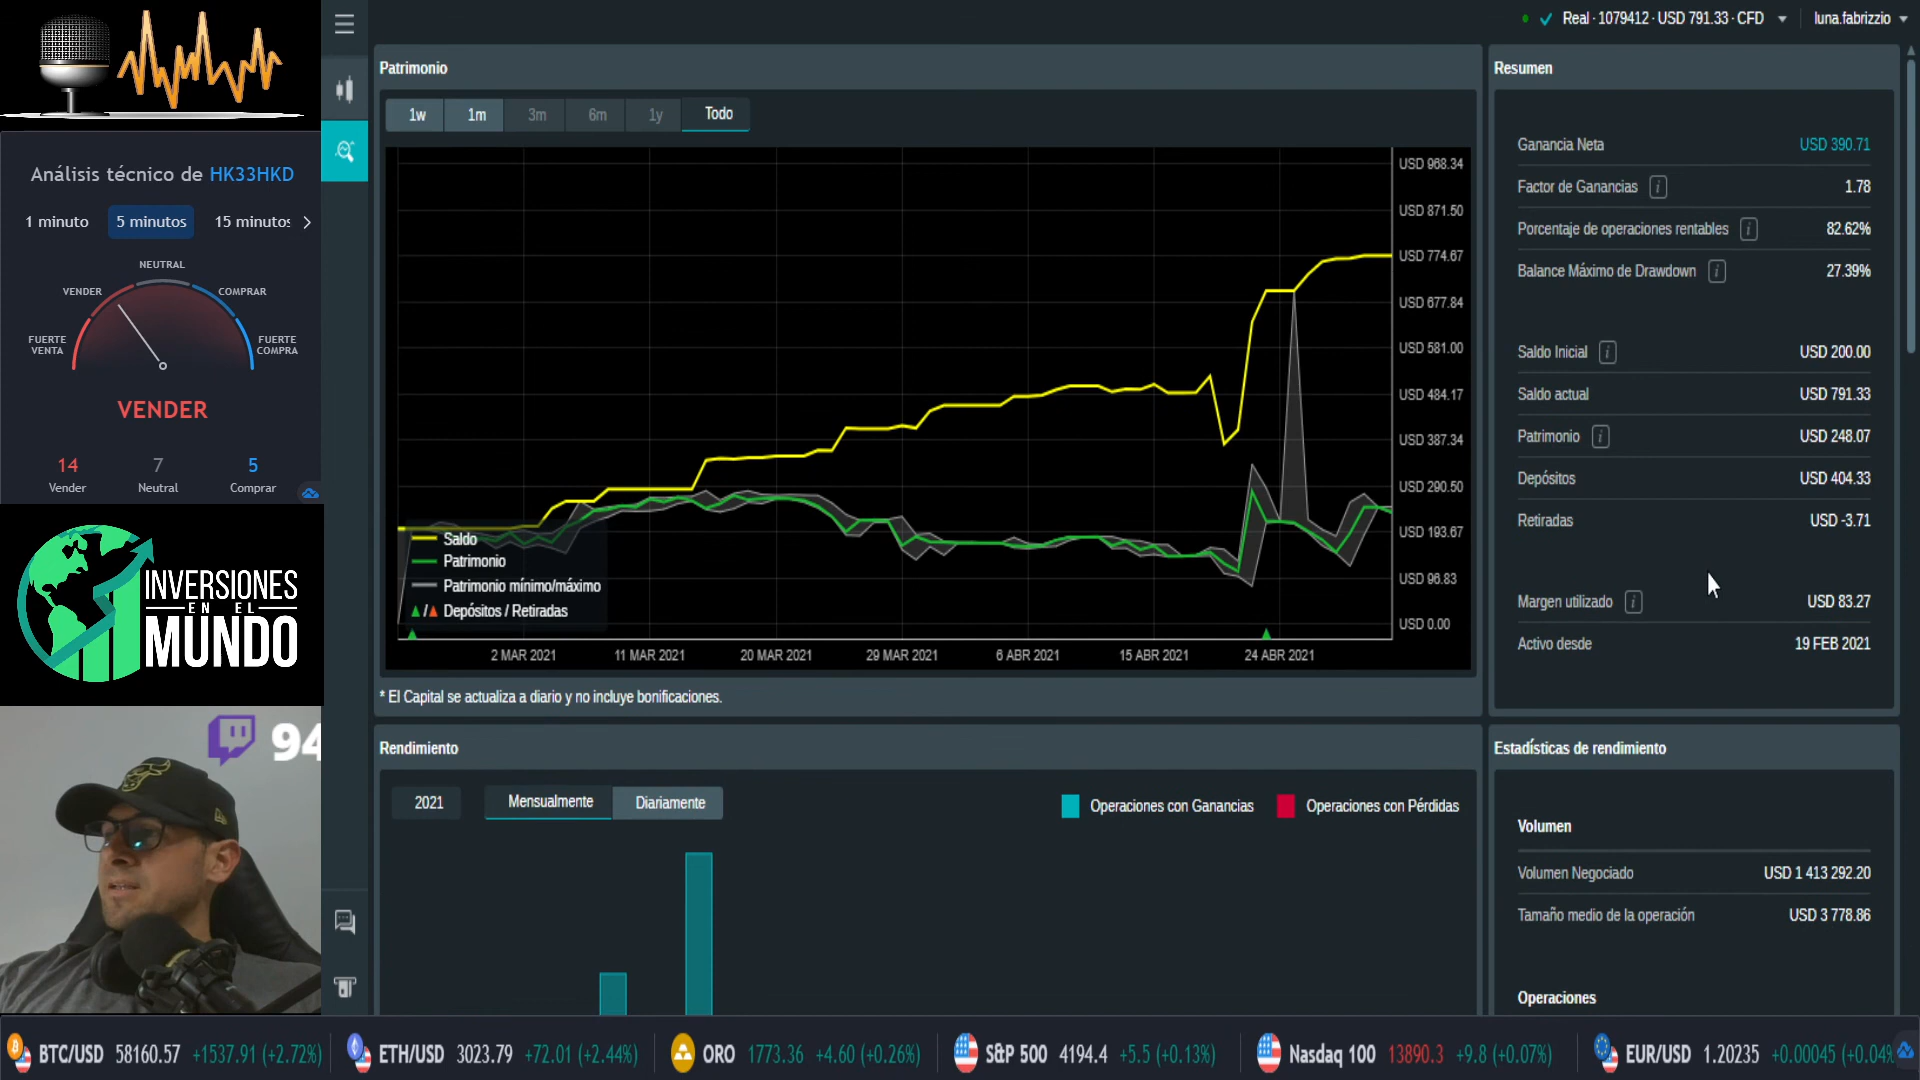 Análisis técnico de HK33HKD
1 minuto 5 minutos 15 minutos
NEUTRAL
VENDER COMPRAR
FUERTE VENTA FUERTE COMPRA
VENDER
14 7 5
Vender Neutral Comprar
INVERSIONES
EN EL
MUNDO
94
Real · 1079412 · USD 791.33 · CFD luna.fabrizzio
Patrimonio
1w 1m 3m 6m 1y Todo
USD 968.34
USD 871.50
USD 774.67
USD 677.84
USD 581.00
USD 484.17
USD 387.34
USD 290.50
USD 193.67
USD 96.83
USD 0.00
Saldo
Patrimonio
Patrimonio mínimo/máximo
/ Depósitos / Retiradas
2 MAR 2021 11 MAR 2021 20 MAR 2021 29 MAR 2021 6 ABR 2021 15 ABR 2021 24 ABR 2021
* El Capital se actualiza a diario y no incluye bonificaciones.
Resumen
Ganancia Neta USD 390.71
Factor de Ganancias i 1.78
Porcentaje de operaciones rentables i 82.62%
Balance Máximo de Drawdown i 27.39%
Saldo Inicial i USD 200.00
Saldo actual USD 791.33
Patrimonio i USD 248.07
Depósitos USD 404.33
Retiradas USD -3.71
Margen utilizado i USD 83.27
Activo desde 19 FEB 2021
Rendimiento
2021 Mensualmente Diariamente
Operaciones con Ganancias Operaciones con Pérdidas
Estadísticas de rendimiento
Volumen
Volumen Negociado USD 1 413 292.20
Tamaño medio de la operación USD 3 778.86
Operaciones
BTC/USD 58160.57 +1537.91 (+2.72%) ETH/USD 3023.79 +72.01 (+2.44%) ORO 1773.36 +4.60 (+0.26%) S&P 500 4194.4 +5.5 (+0.13%) Nasdaq 100 13890.3 +9.8 (+0.07%) EUR/USD 1.20235 +0.00045 (+0.04%